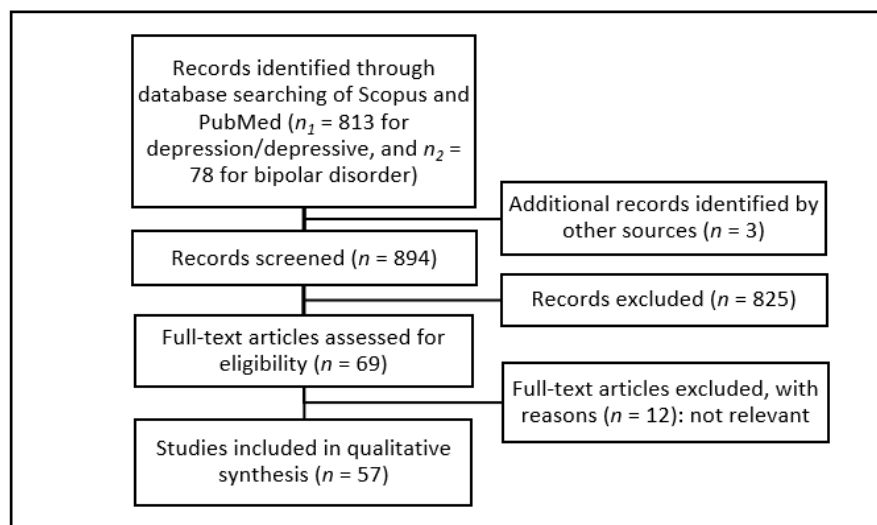 Records identified through
database searching of Scopus and
PubMed (n₁ = 813 for
depression/depressive, and n₂ =
78 for bipolar disorder)
Additional records identified by
other sources (n = 3)
Records screened (n = 894)
Records excluded (n = 825)
Full-text articles assessed for
eligibility (n = 69)
Full-text articles excluded, with
reasons (n = 12): not relevant
Studies included in qualitative
synthesis (n = 57)